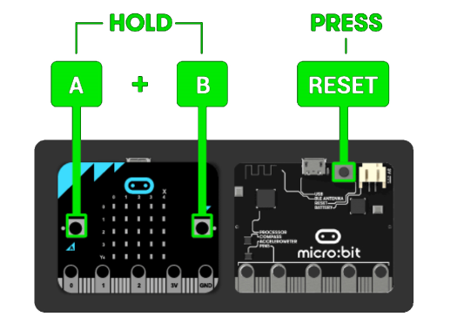 HOLD
PRESS
A + B
RESET
USB
BLE ANTENNA
RESET
BATTERY
PROCESSOR
COMPASS
ACCELEROMETER
PINS
micro:bit
0 1 2 3V GND